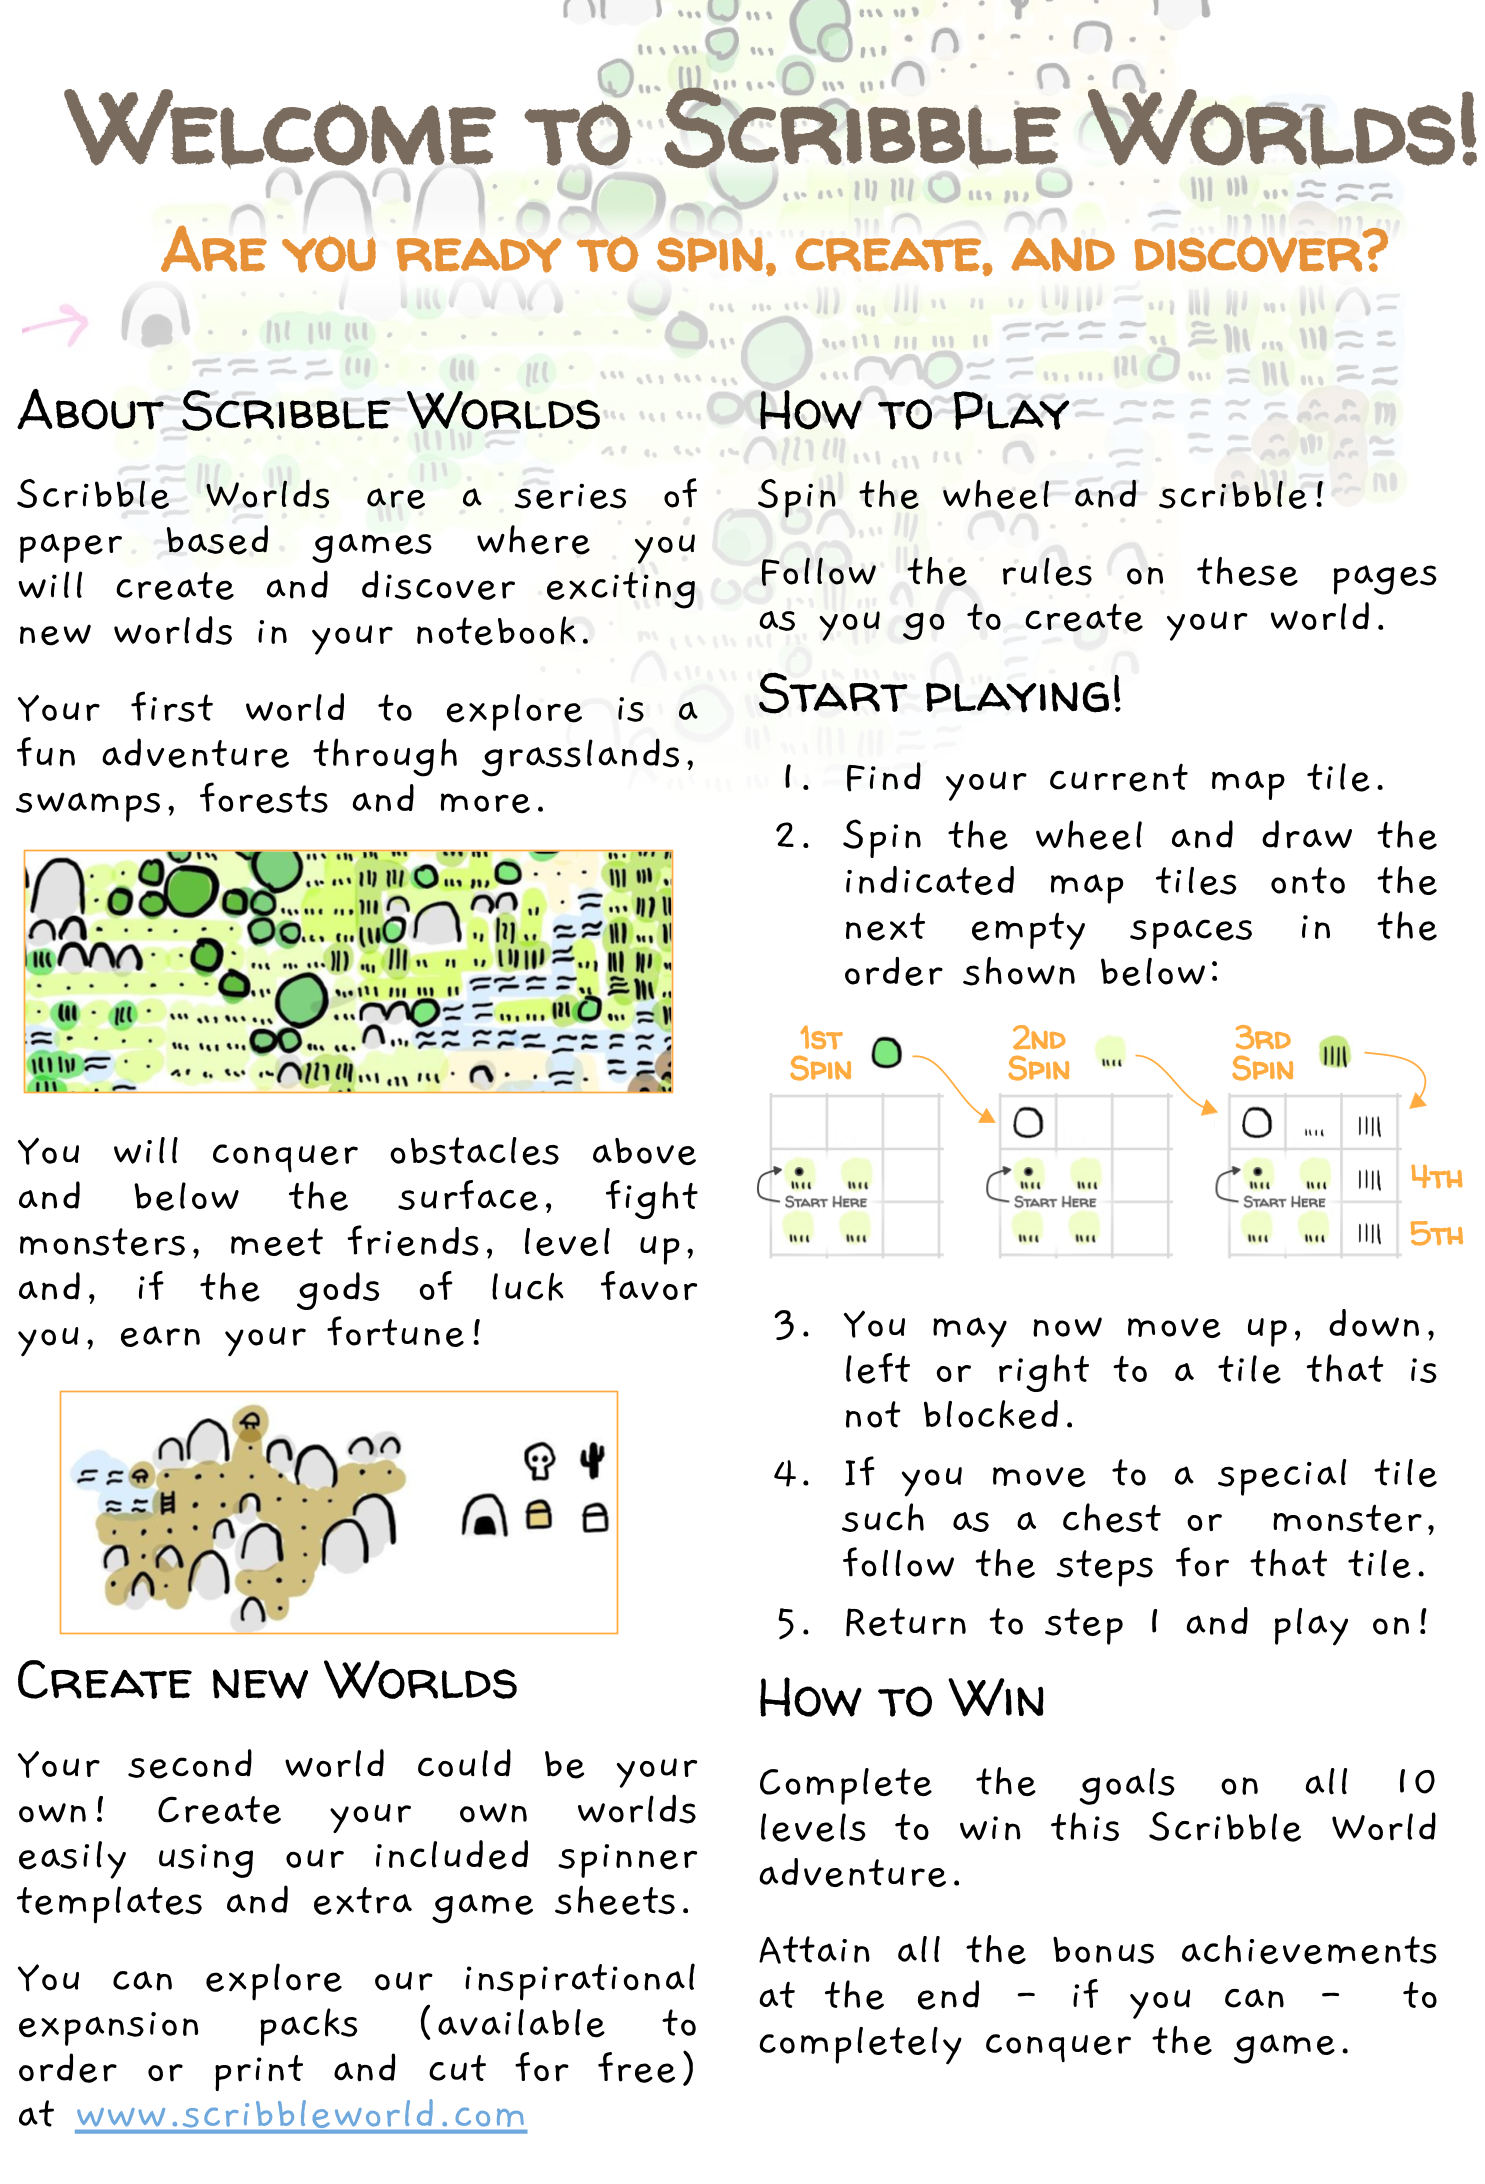 WELCOME TO SCRIBBLE WORLDS!
ARE YOU READY TO SPIN, CREATE, AND DISCOVER?
ABOUT SCRIBBLE WORLDS
Scribble Worlds are a series of
paper based games where you
will create and discover exciting
new worlds in your notebook.
Your first world to explore is a
fun adventure through grasslands,
swamps, forests and more.
You will conquer obstacles above
and below the surface, fight
monsters, meet friends, level up,
and, if the gods of luck favor
you, earn your fortune!
CREATE NEW WORLDS
Your second world could be your
own! Create your own worlds
easily using our included spinner
templates and extra game sheets.
You can explore our inspirational
expansion packs (available to
order or print and cut for free)
at www.scribbleworld.com
HOW TO PLAY
Spin the wheel and scribble!
Follow the rules on these pages
as you go to create your world.
START PLAYING!
1. Find your current map tile.
2. Spin the wheel and draw the
indicated map tiles onto the
next empty spaces in the
order shown below:
1ST
SPIN
2ND
SPIN
3RD
SPIN
START HERE
START HERE
START HERE
4TH
5TH
3. You may now move up, down,
left or right to a tile that is
not blocked.
4. If you move to a special tile
such as a chest or monster,
follow the steps for that tile.
5. Return to step 1 and play on!
HOW TO WIN
Complete the goals on all 10
levels to win this Scribble World
adventure.
Attain all the bonus achievements
at the end - if you can - to
completely conquer the game.